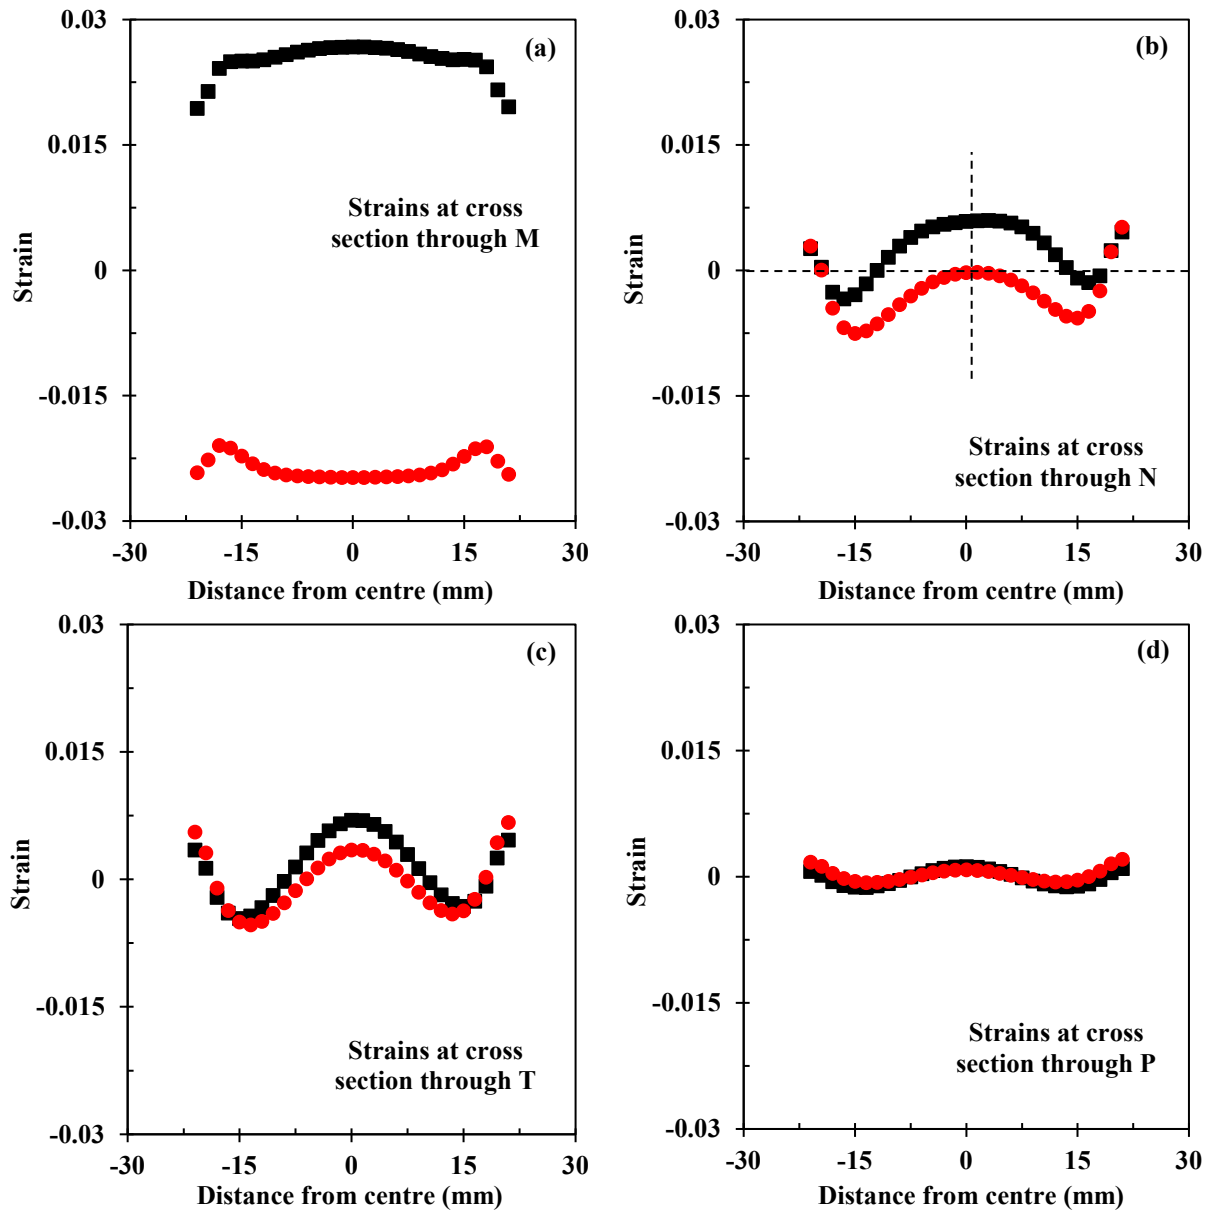 0.03
(a)
0.015
Strains at cross
section through M
0
Strain
-0.015
-0.03
-30
-15
0
15
30
Distance from centre (mm)
0.03
(b)
0.015
0
Strain
-0.015
Strains at cross
section through N
-0.03
-30
-15
0
15
30
Distance from centre (mm)
0.03
(c)
0.015
0
Strain
-0.015
Strains at cross
section through T
-0.03
-30
-15
0
15
30
Distance from centre (mm)
0.03
(d)
0.015
0
Strain
-0.015
Strains at cross
section through P
-0.03
-30
-15
0
15
30
Distance from centre (mm)